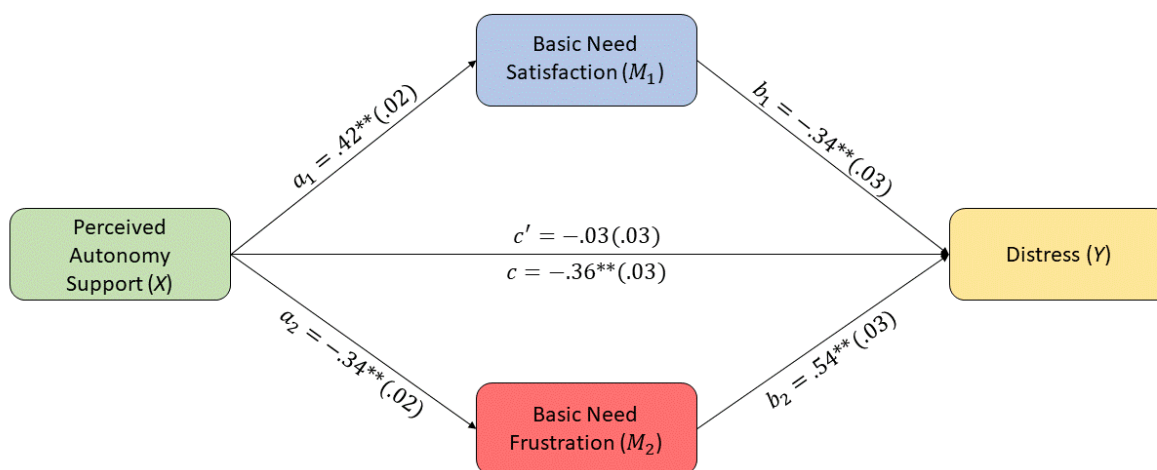 Basic Need
Satisfaction (M₁)
a₁ = .42**(.02)
b₁ = −.34**(.03)
Perceived
Autonomy
Support (X)
c′ = −.03(.03)
c = −.36**(.03)
Distress (Y)
a₂ = −.34**(.02)
b₂ = .54**(.03)
Basic Need
Frustration (M₂)